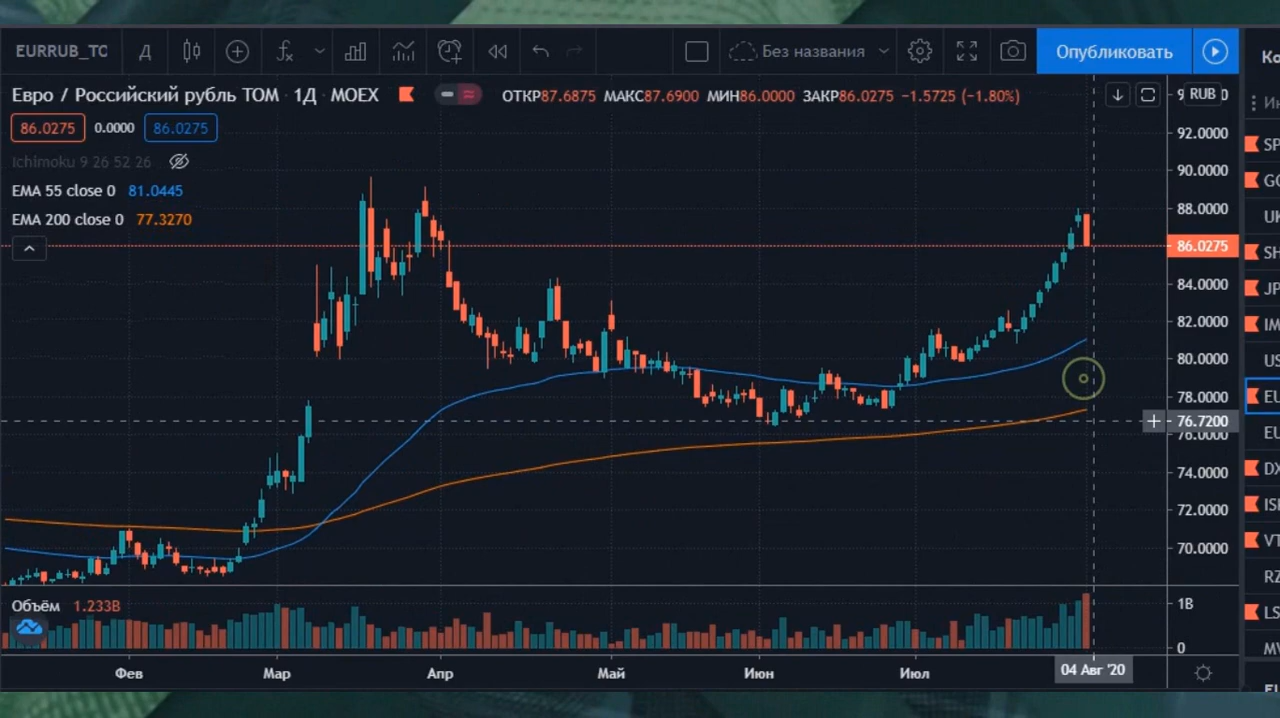 EURRUB_TC Д Без названия Опубликовать
Евро / Российский рубль ТОМ · 1Д · MOEX ОТКР87.6875 МАКС87.6900 МИН86.0000 ЗАКР86.0275 −1.5725 (−1.80%) RUB
86.0275 0.0000 86.0275
92.0000
Ichimoku 9 26 52 26
90.0000
EMA 55 close 0 81.0445
88.0000
EMA 200 close 0 77.3270
86.0275
84.0000
82.0000
80.0000
78.0000
76.7200
76.0000
74.0000
72.0000
70.0000
Объём 1.233B
1B
0
Фев Мар Апр Май Июн Июл 04 Авг '20
SP
GO
UK
SH
JP
IM
US
EU
EU
DX
ISI
VT
RZ
LS
MV